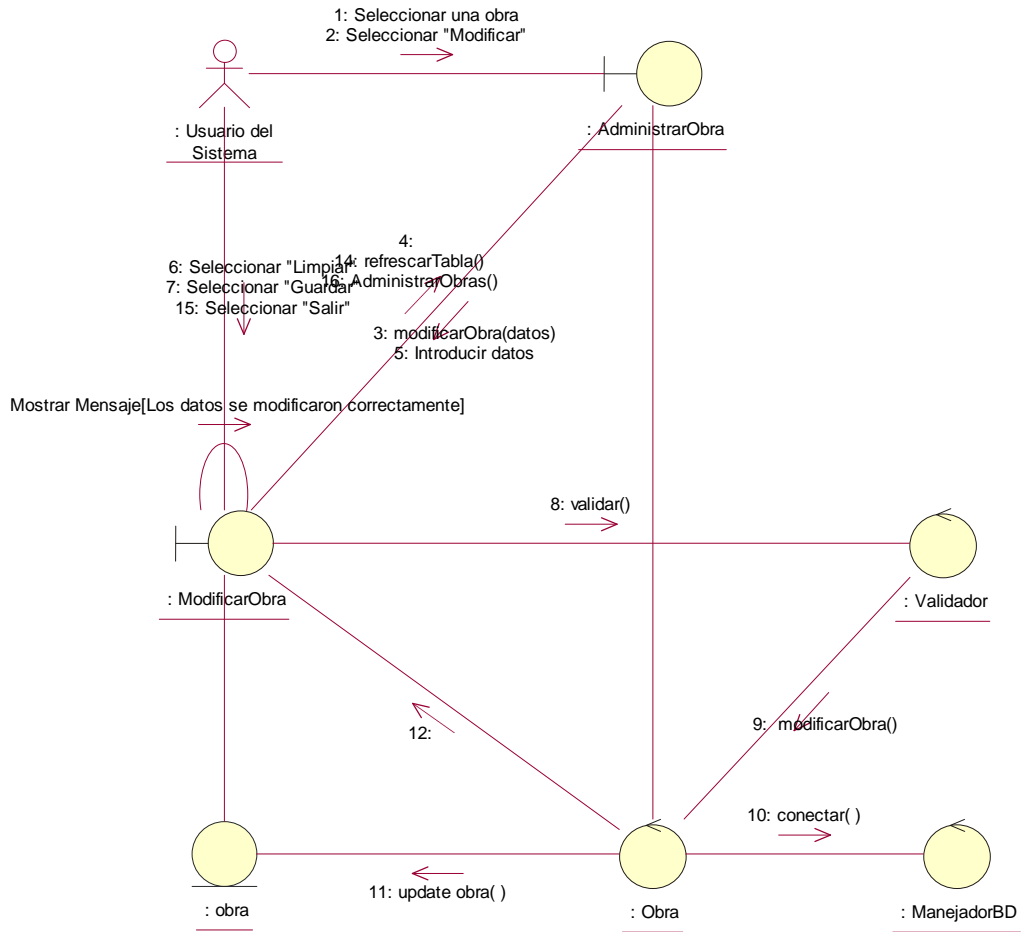 1: Seleccionar una obra
2: Seleccionar "Modificar"
: Usuario del
Sistema
: AdministrarObra
4:
14: refrescarTabla()
16: AdministrarObras()
6: Seleccionar "Limpiar"
7: Seleccionar "Guardar"
15: Seleccionar "Salir"
3: modificarObra(datos)
5: Introducir datos
Mostrar Mensaje[Los datos se modificaron correctamente]
8: validar()
: ModificarObra
: Validador
12:
9: modificarObra()
10: conectar( )
11: update obra( )
: obra
: Obra
: ManejadorBD